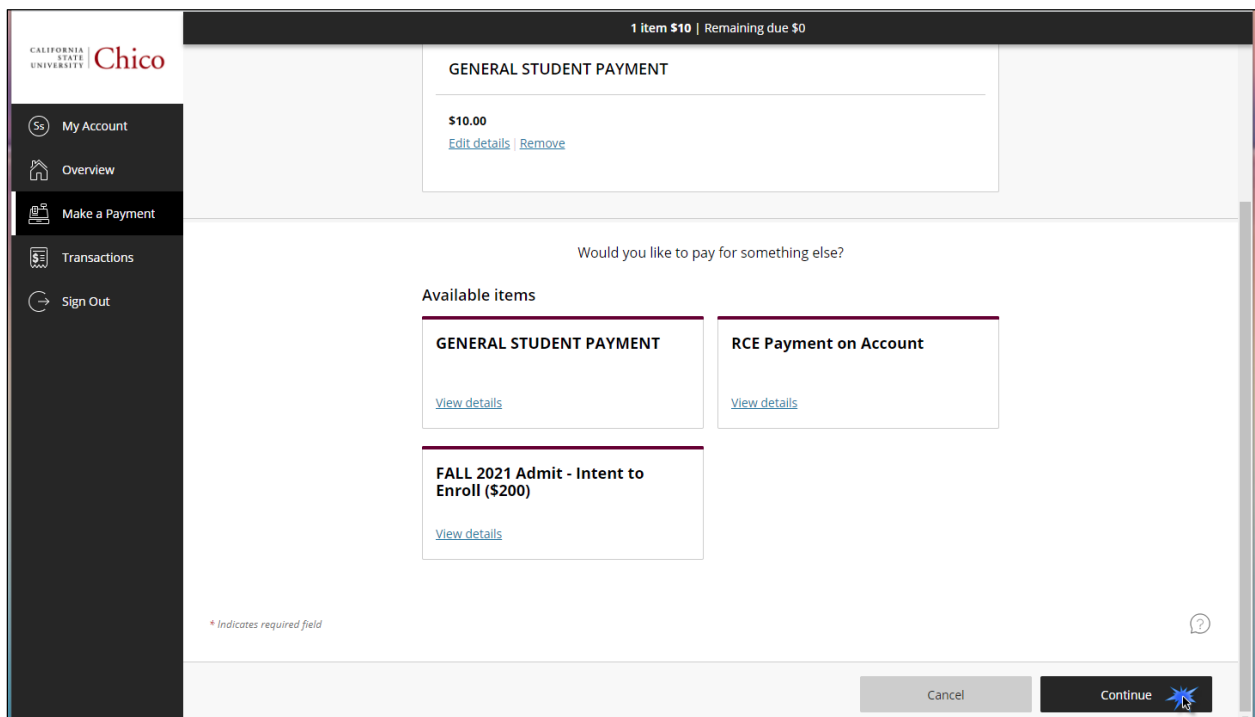 1 item $10 | Remaining due $0
CALIFORNIA
STATE
UNIVERSITY
Chico
My Account
Overview
Make a Payment
Transactions
Sign Out
GENERAL STUDENT PAYMENT
$10.00
Edit details | Remove
Would you like to pay for something else?
Available items
GENERAL STUDENT PAYMENT
View details
RCE Payment on Account
View details
FALL 2021 Admit - Intent to
Enroll ($200)
View details
* Indicates required field
Cancel
Continue